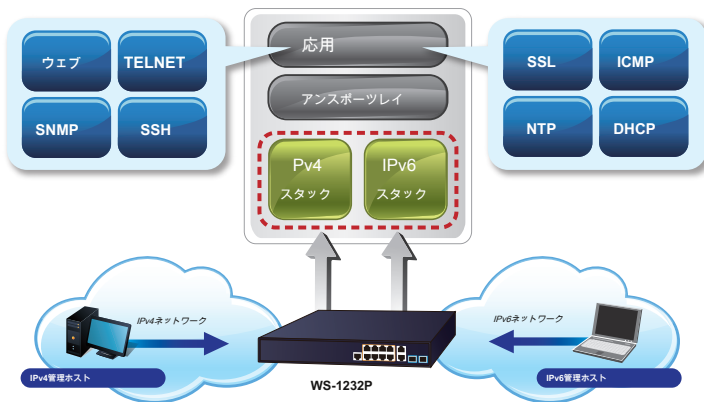 応用
アンスポーツレイ
ウェブ
TELNET
SNMP
SSH
SSL
ICMP
NTP
DHCP
Pv4
スタック
IPv6
スタック
IPv4ネットワーク
IPv6ネットワーク
IPv4管理ホスト
WS-1232P
IPv6管理ホスト